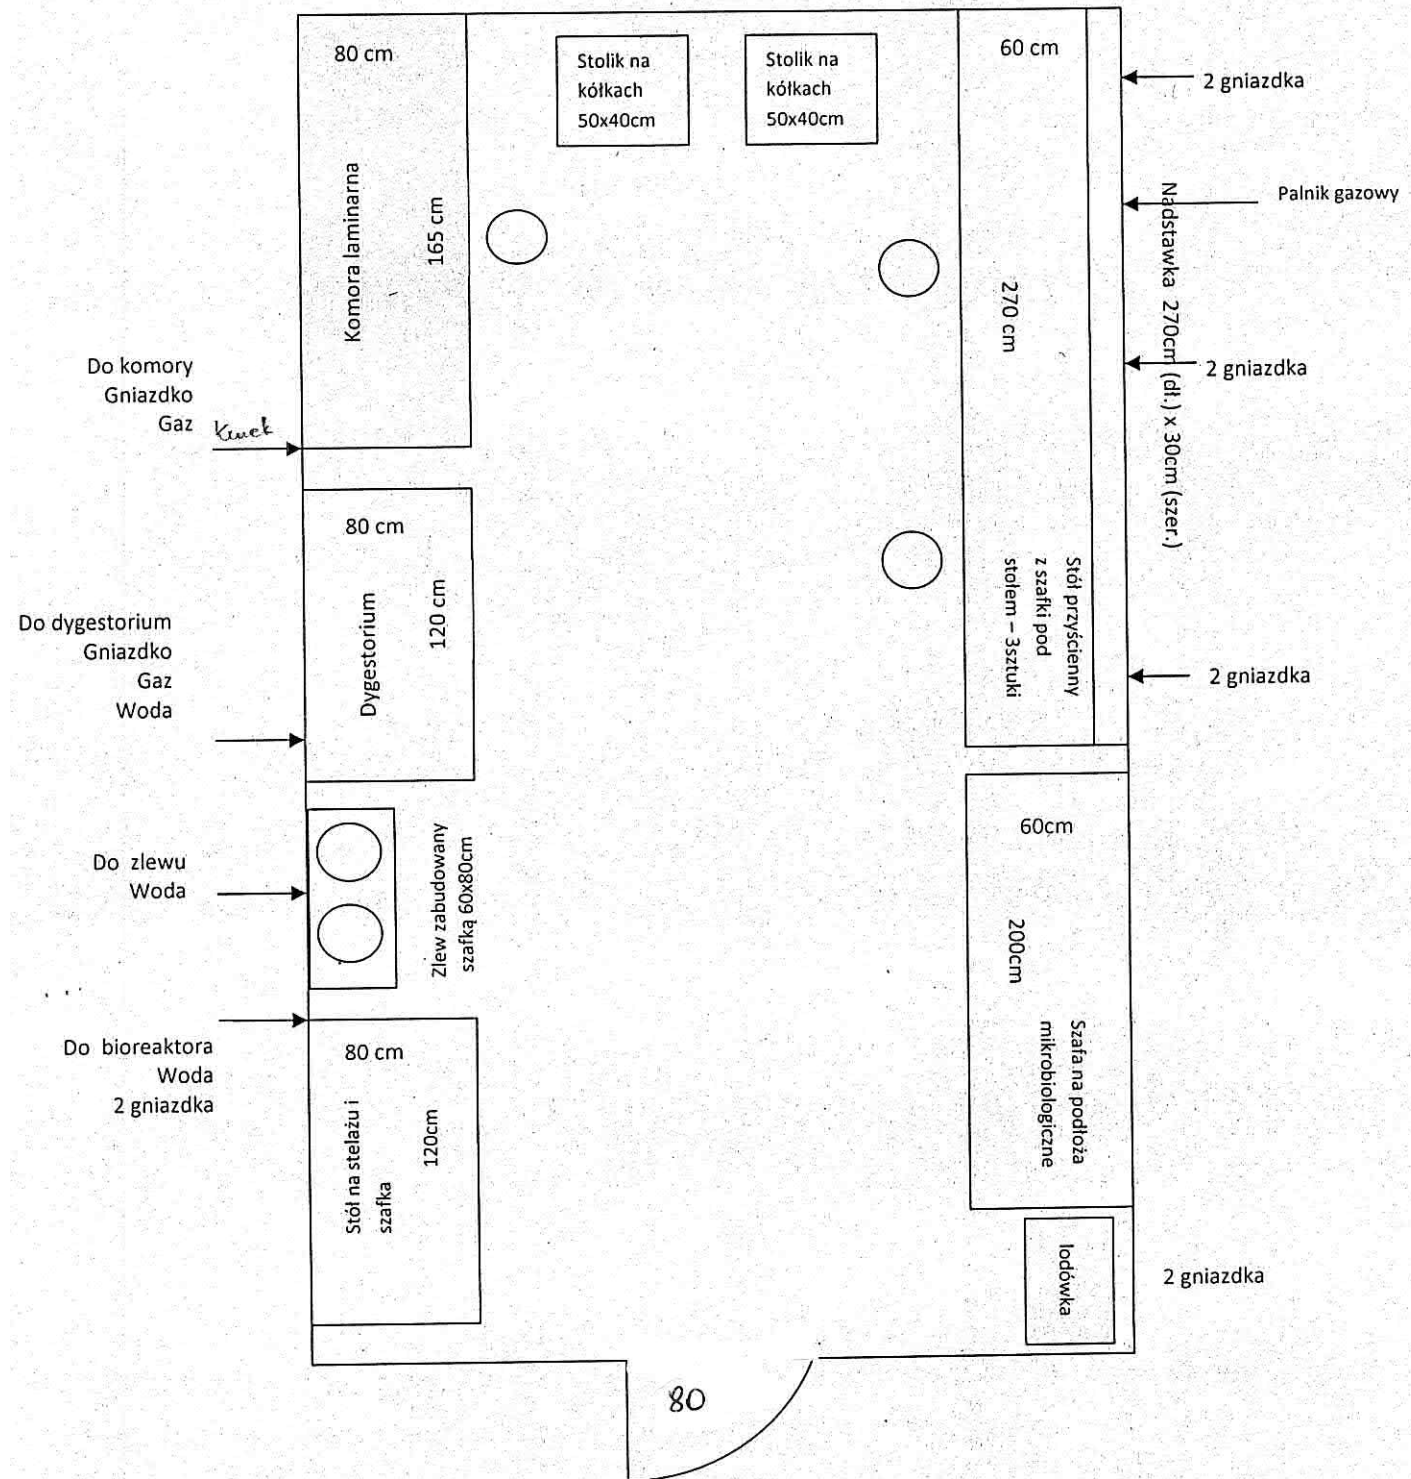 80 cm
Komora laminarna
165 cm
Stolik na
kółkach
50x40cm
Stolik na
kółkach
50x40cm
60 cm
270 cm
Stół przyścienny
z szafki pod
stołem – 3sztuki
2 gniazdka
Palnik gazowy
Nadstawka 270cm (dł.) x 30cm (szer.)
2 gniazdka
2 gniazdka
Do komory
Gniazdko
Gaz
80 cm
Dygestorium
120 cm
Do dygestorium
Gniazdko
Gaz
Woda
Do zlewu
Woda
Zlew zabudowany
szafką 60x80cm
Do bioreaktora
Woda
2 gniazdka
80 cm
Stół na stelażu i
szafka
120cm
60cm
200cm
Szafa na podłoża
mikrobiologiczne
lodówka
2 gniazdka
80